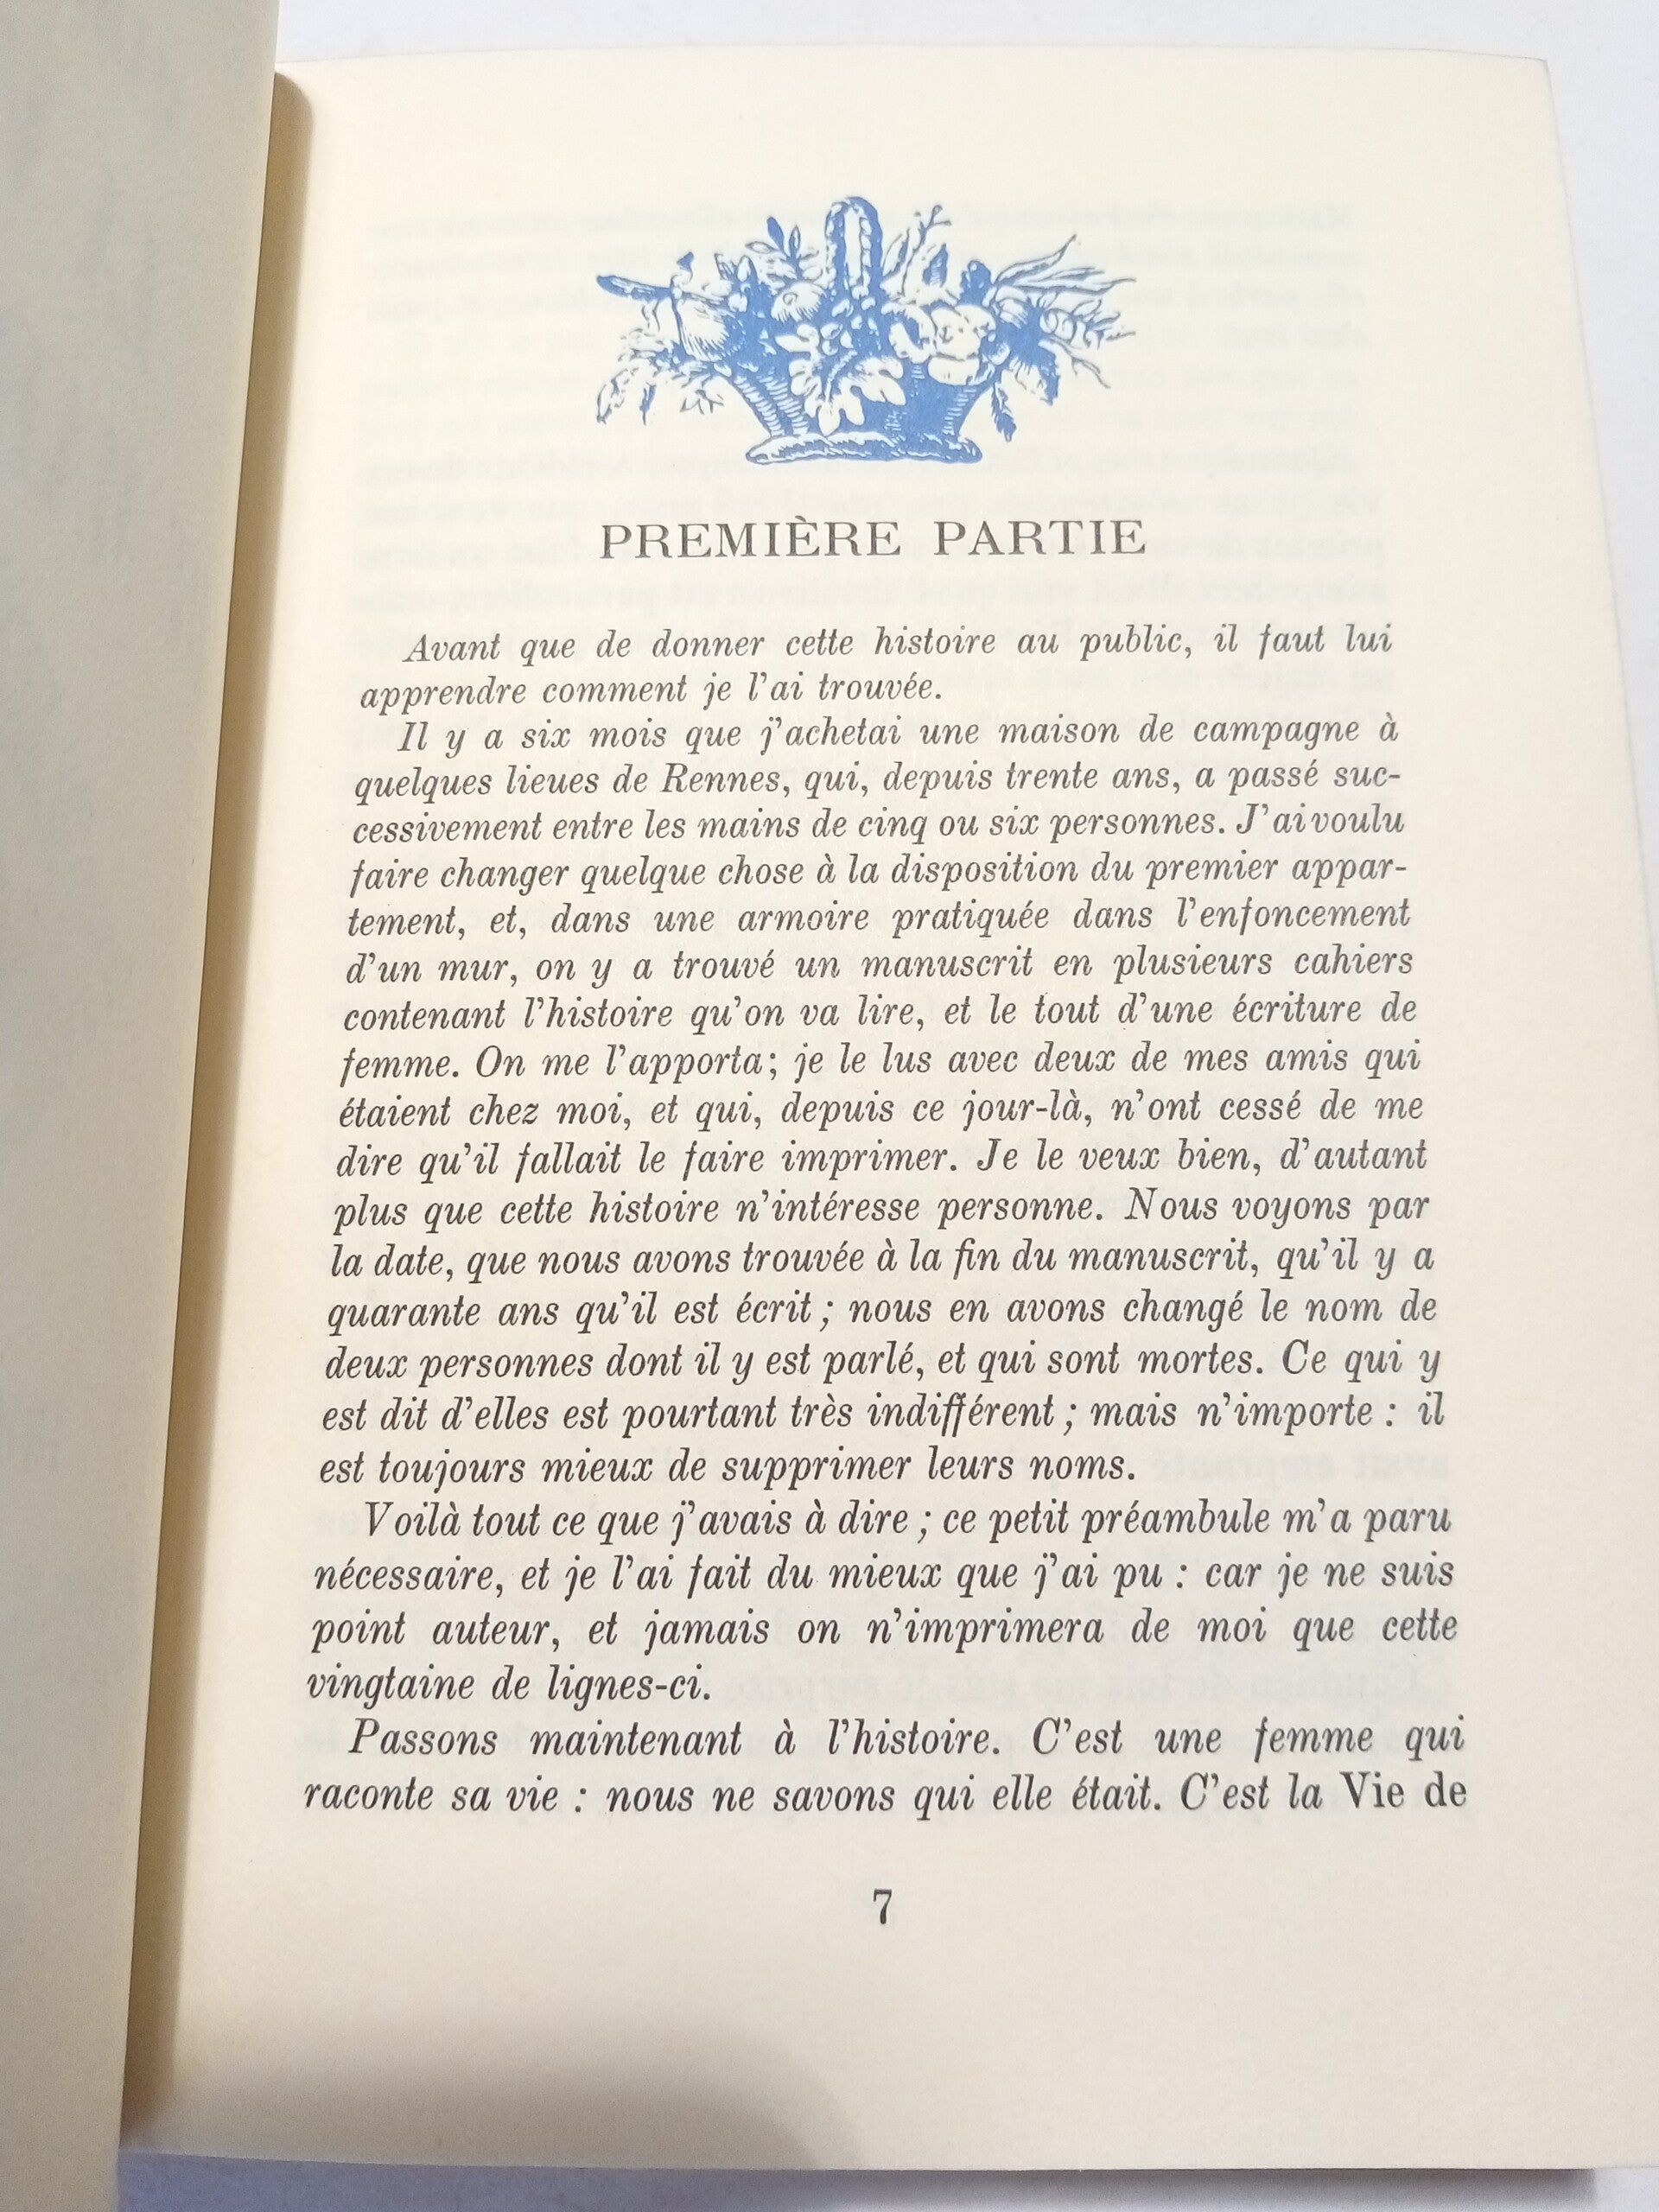 PREMIÈRE PARTIE
Avant que de donner cette histoire au public, il faut lui
apprendre comment je l'ai trouvée.
Il y a six mois que j'achetai une maison de campagne à
quelques lieues de Rennes, qui, depuis trente ans, a passé suc-
cessivement entre les mains de cinq ou six personnes. J'ai voulu
faire changer quelque chose à la disposition du premier appar-
tement, et, dans une armoire pratiquée dans l'enfoncement
d'un mur, on y a trouvé un manuscrit en plusieurs cahiers
contenant l'histoire qu'on va lire, et le tout d'une écriture de
femme. On me l'apporta; je le lus avec deux de mes amis qui
étaient chez moi, et qui, depuis ce jour-là, n'ont cessé de me
dire qu'il fallait le faire imprimer. Je le veux bien, d'autant
plus que cette histoire n'intéresse personne. Nous voyons par
la date, que nous avons trouvée à la fin du manuscrit, qu'il y a
quarante ans qu'il est écrit ; nous en avons changé le nom de
deux personnes dont il y est parlé, et qui sont mortes. Ce qui y
est dit d'elles est pourtant très indifférent ; mais n'importe : il
est toujours mieux de supprimer leurs noms.
Voilà tout ce que j'avais à dire ; ce petit préambule m'a paru
nécessaire, et je l'ai fait du mieux que j'ai pu : car je ne suis
point auteur, et jamais on n'imprimera de moi que cette
vingtaine de lignes-ci.
Passons maintenant à l'histoire. C'est une femme qui
raconte sa vie : nous ne savons qui elle était. C'est la Vie de
7